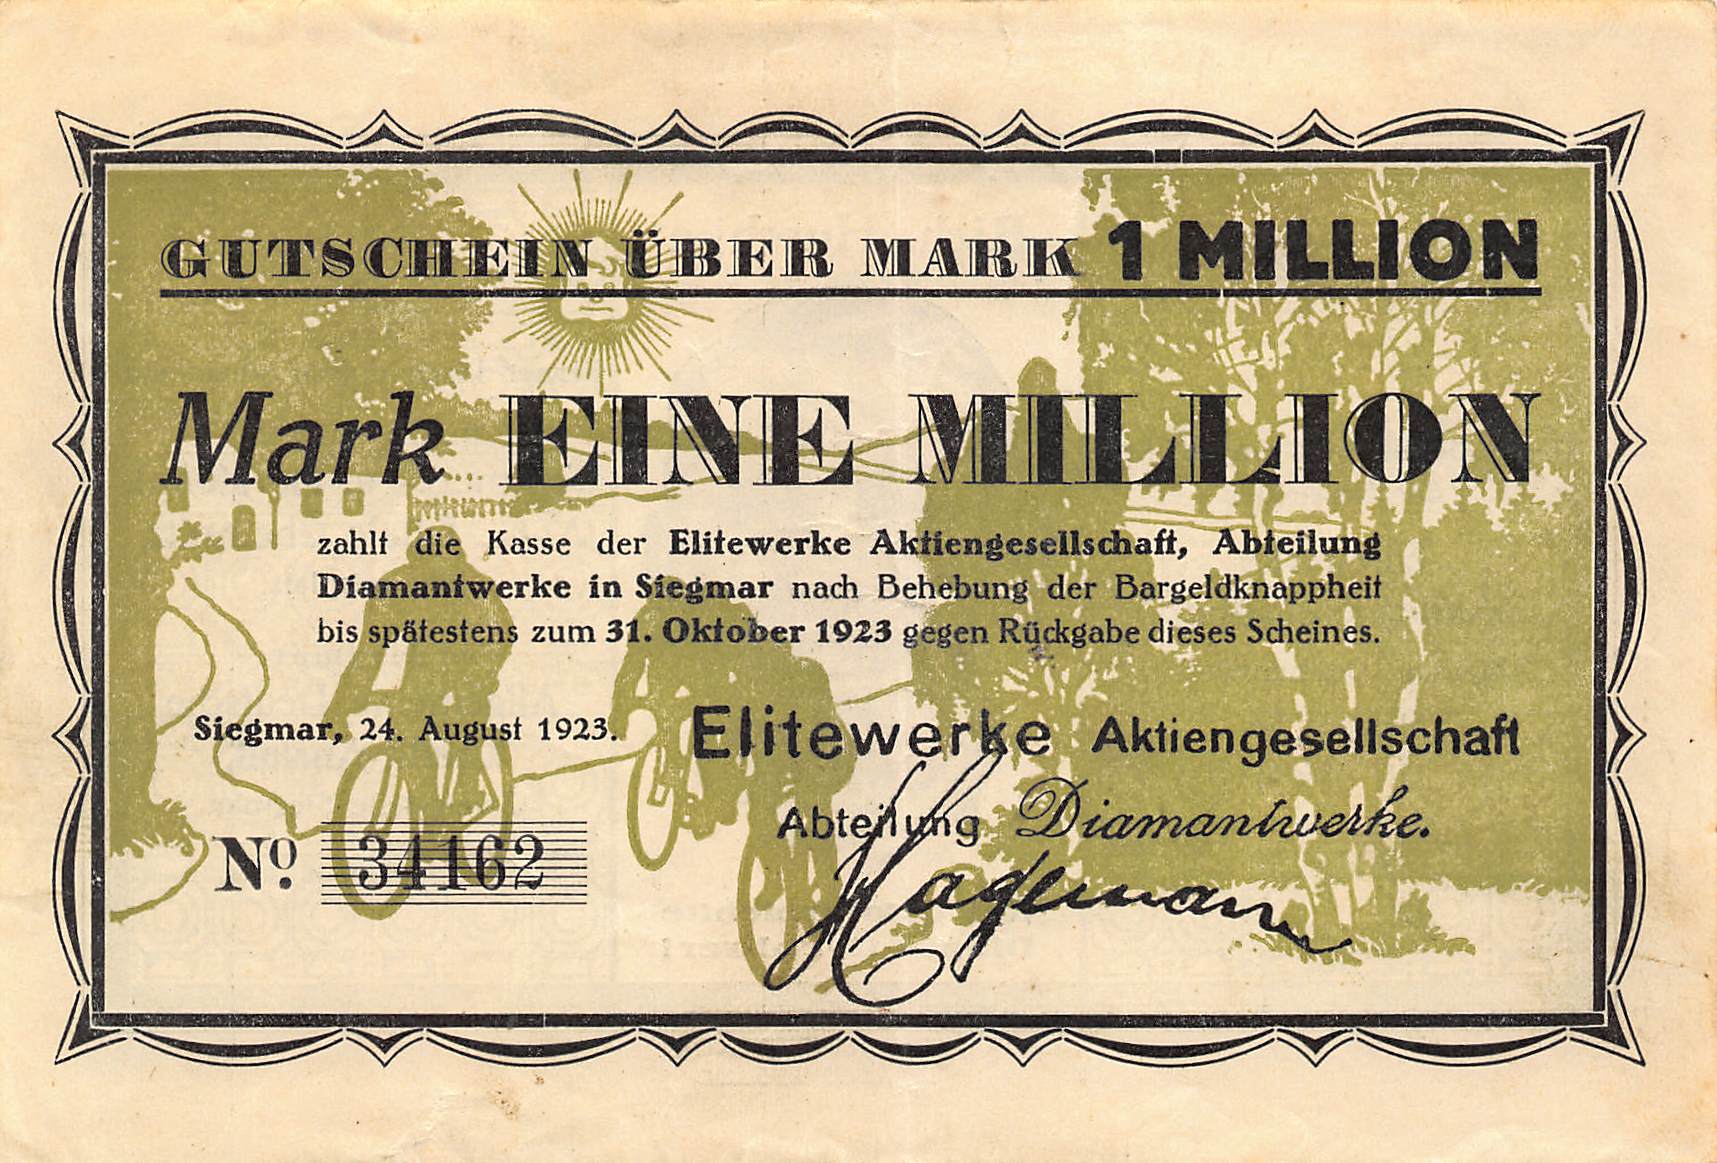 GUTSCHEIN ÜBER MARK 1 MILLION
Mark EINE MILLION
zahlt die Kasse der Elitewerke Aktiengesellschaft, Abteilung
Diamantwerke in Siegmar nach Behebung der Bargeldknappheit
bis spätestens zum 31. Oktober 1923 gegen Rückgabe dieses Scheines.
Siegmar, 24. August 1923.
Elitewerke Aktiengesellschaft
Abteilung Diamantwerke.
No. 34162
Hagemann